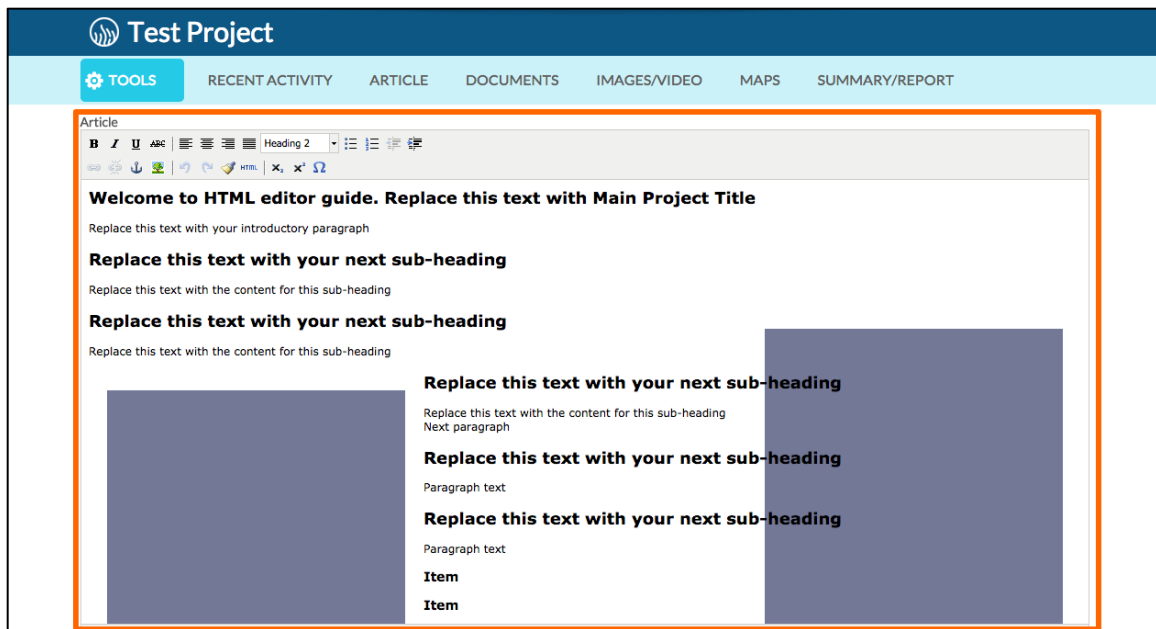 Test Project
TOOLS RECENT ACTIVITY ARTICLE DOCUMENTS IMAGES/VIDEO MAPS SUMMARY/REPORT
Article
B I U ABC Heading 2
HTML X₂ X² Ω
Welcome to HTML editor guide. Replace this text with Main Project Title
Replace this text with your introductory paragraph
Replace this text with your next sub-heading
Replace this text with the content for this sub-heading
Replace this text with your next sub-heading
Replace this text with the content for this sub-heading
Replace this text with your next sub-heading
Replace this text with the content for this sub-heading
Next paragraph
Replace this text with your next sub-heading
Paragraph text
Replace this text with your next sub-heading
Paragraph text
Item
Item